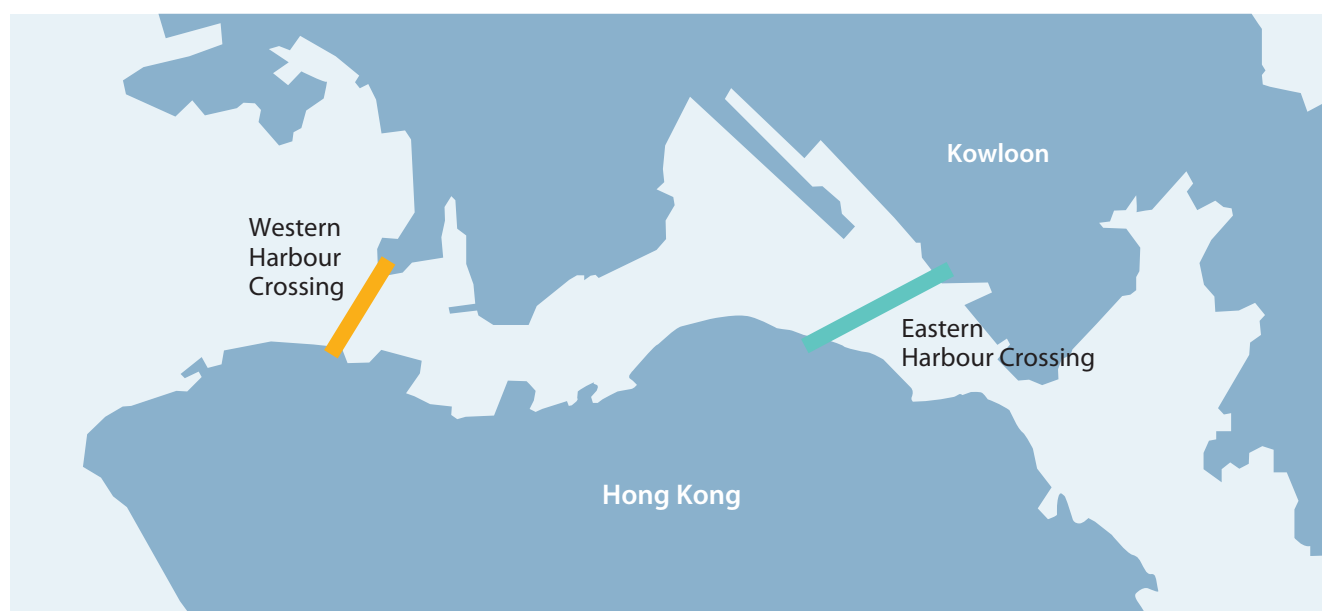 Kowloon
Western
Harbour
Crossing
Eastern
Harbour Crossing
Hong Kong